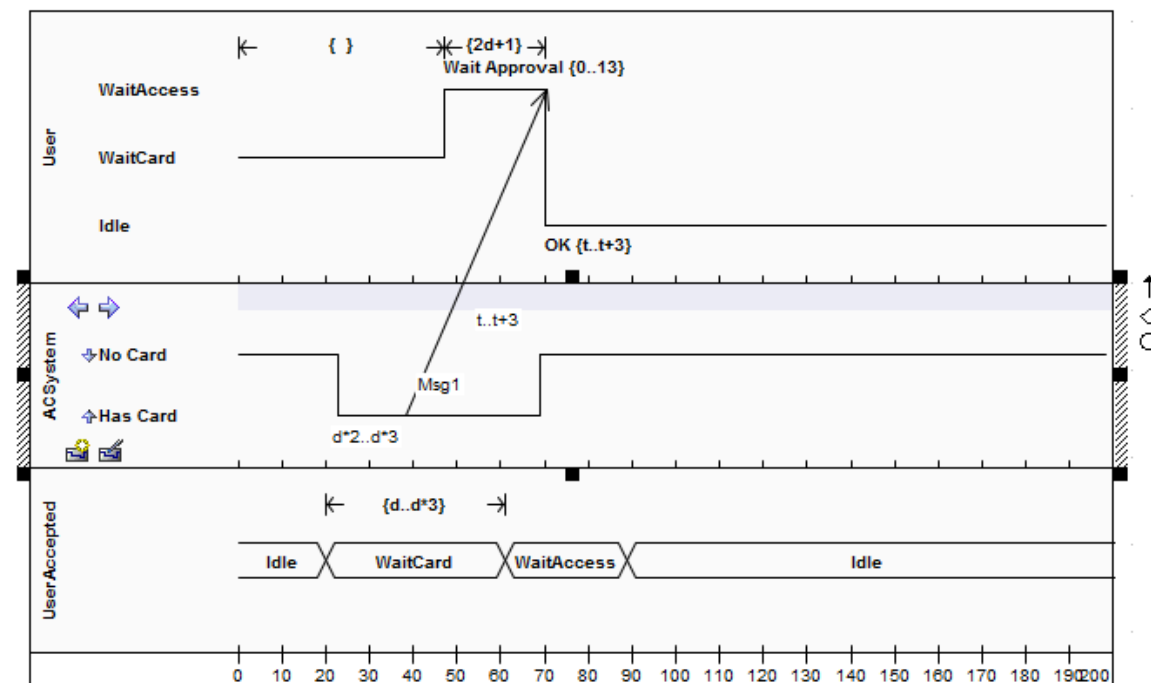 { } {2d+1}
Wait Approval {0..13}
WaitAccess
User
WaitCard
Idle
OK {t..t+3}
t..t+3
ACSystem
No Card
Msg1
Has Card
d*2..d*3
{d..d*3}
UserAccepted
Idle WaitCard WaitAccess Idle
0 10 20 30 40 50 60 70 80 90 100 110 120 130 140 150 160 170 180 190 200